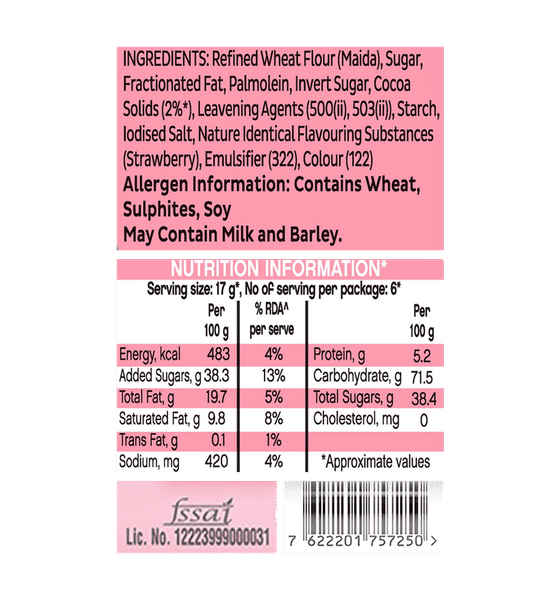 INGREDIENTS: Refined Wheat Flour (Maida), Sugar,
Fractionated Fat, Palmolein, Invert Sugar, Cocoa
Solids (2%*), Leavening Agents (500(ii), 503(ii)), Starch,
Iodised Salt, Nature Identical Flavouring Substances
(Strawberry), Emulsifier (322), Colour (122)
Allergen Information: Contains Wheat,
Sulphites, Soy
May Contain Milk and Barley.
NUTRITION INFORMATION*
Serving size: 17 g*, No of serving per package: 6*
Per 100 g % RDA^ per serve Per 100 g
Energy, kcal 483 4% Protein, g 5.2
Added Sugars, g 38.3 13% Carbohydrate, g 71.5
Total Fat, g 19.7 5% Total Sugars, g 38.4
Saturated Fat, g 9.8 8% Cholesterol, mg 0
Trans Fat, g 0.1 1%
Sodium, mg 420 4% *Approximate values
fssai
Lic. No. 12223999000031
7 622201 757250 >